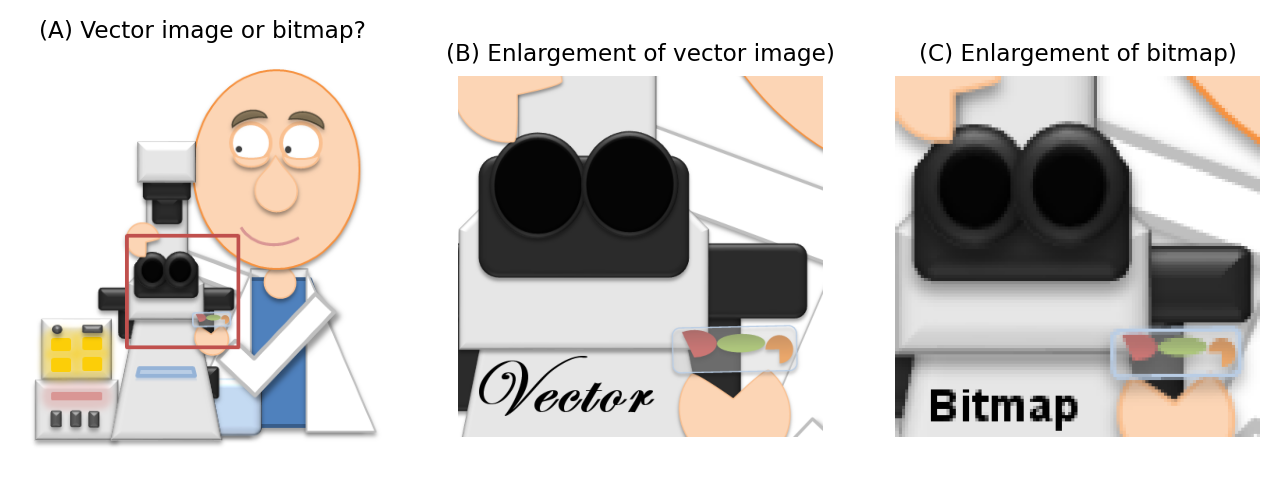 (A) Vector image or bitmap?
(B) Enlargement of vector image)
(C) Enlargement of bitmap)
Vector
Bitmap